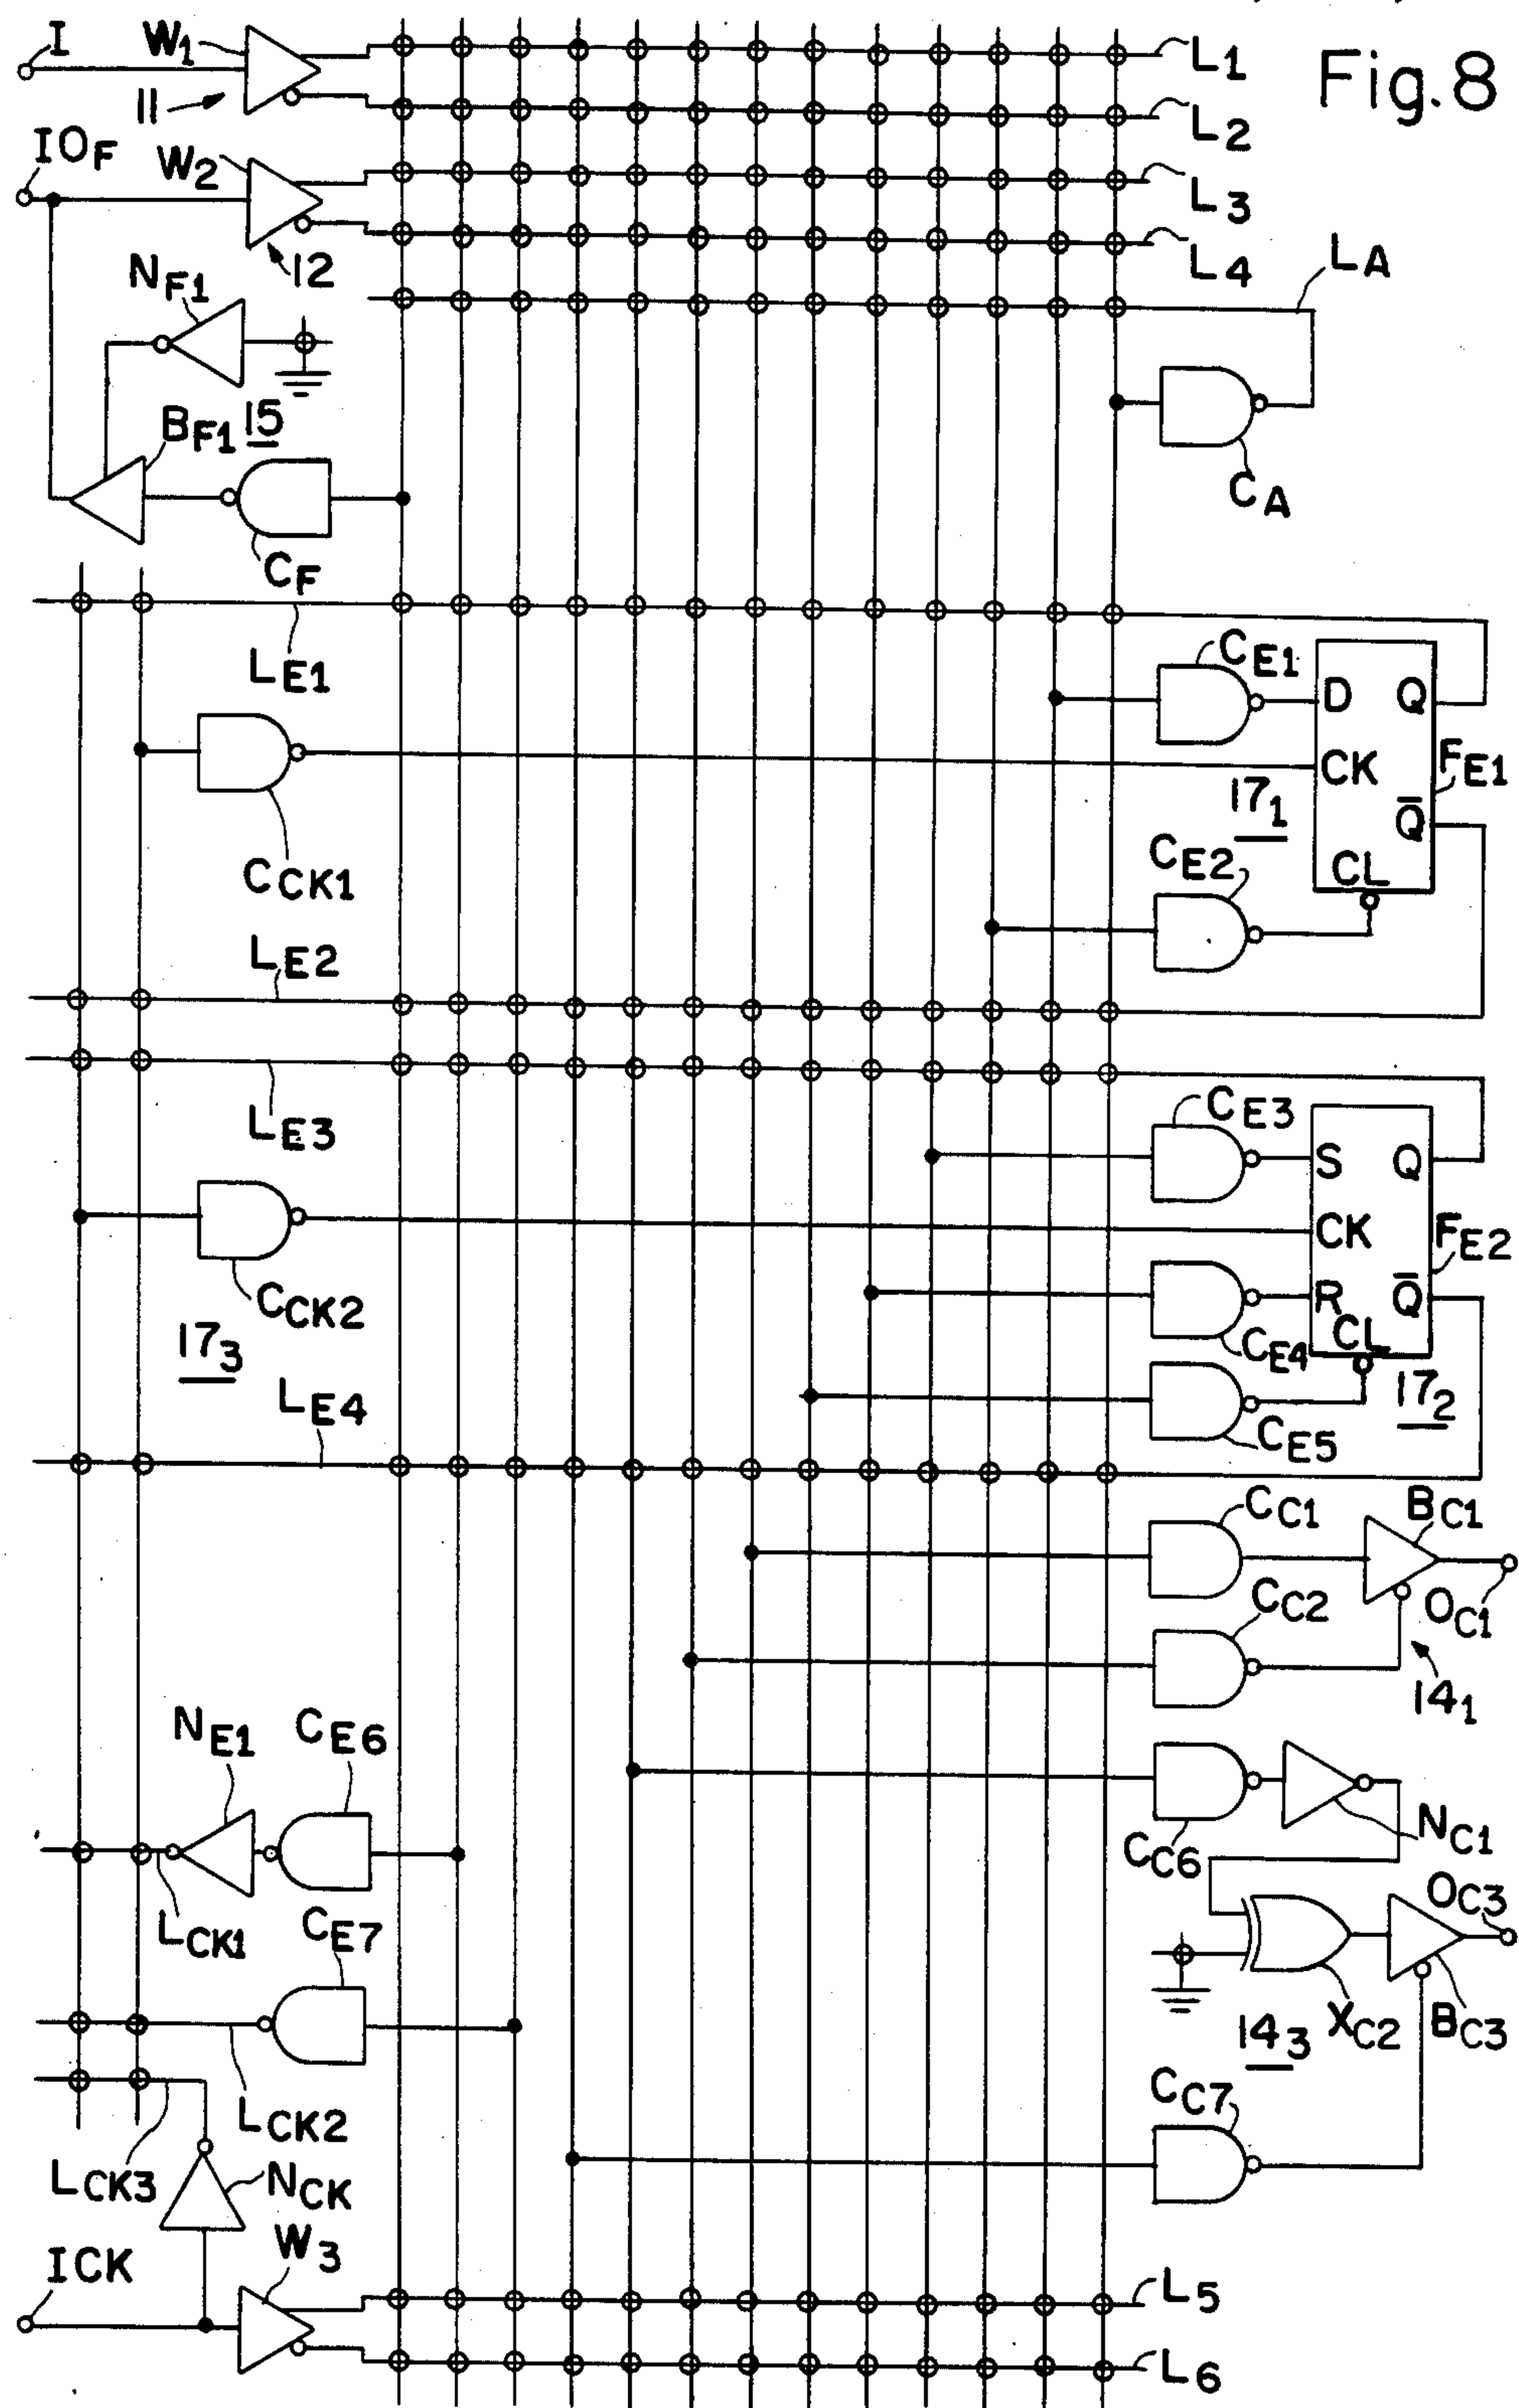 Fig. 8
I
W1
L1
11
L2
IOF
W2
L3
L4
12
LA
NF1
BF1 15
CA
CF
LE1
CE1
D Q
CK
FE1
171
Q̅
CCK1
CE2
CL
LE2
LE3
CE3
S Q
CK
FE2
CCK2
R Q̅
CL
CE4
173
172
LE4
CE5
CC1
BC1
CC2
OC1
141
NE1
CE6
NC1
CC6
LCK1
CE7
OC3
XC2
BC3
143
LCK2
CC7
LCK3
NCK
ICK
W3
L5
L6